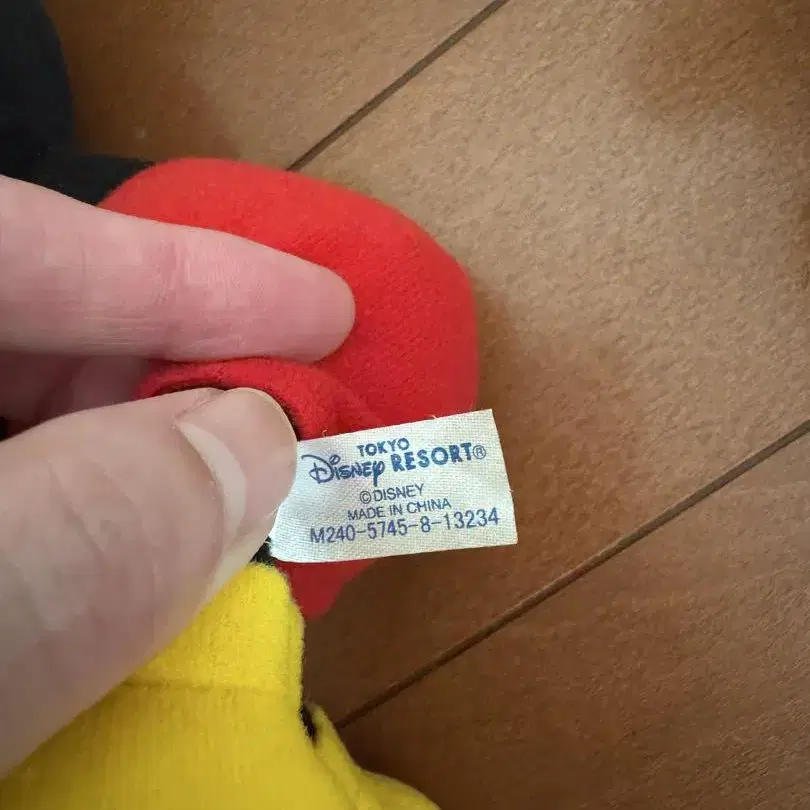 TOKYO
Disney RESORT®
©DISNEY
MADE IN CHINA
M240-5745-8-13234